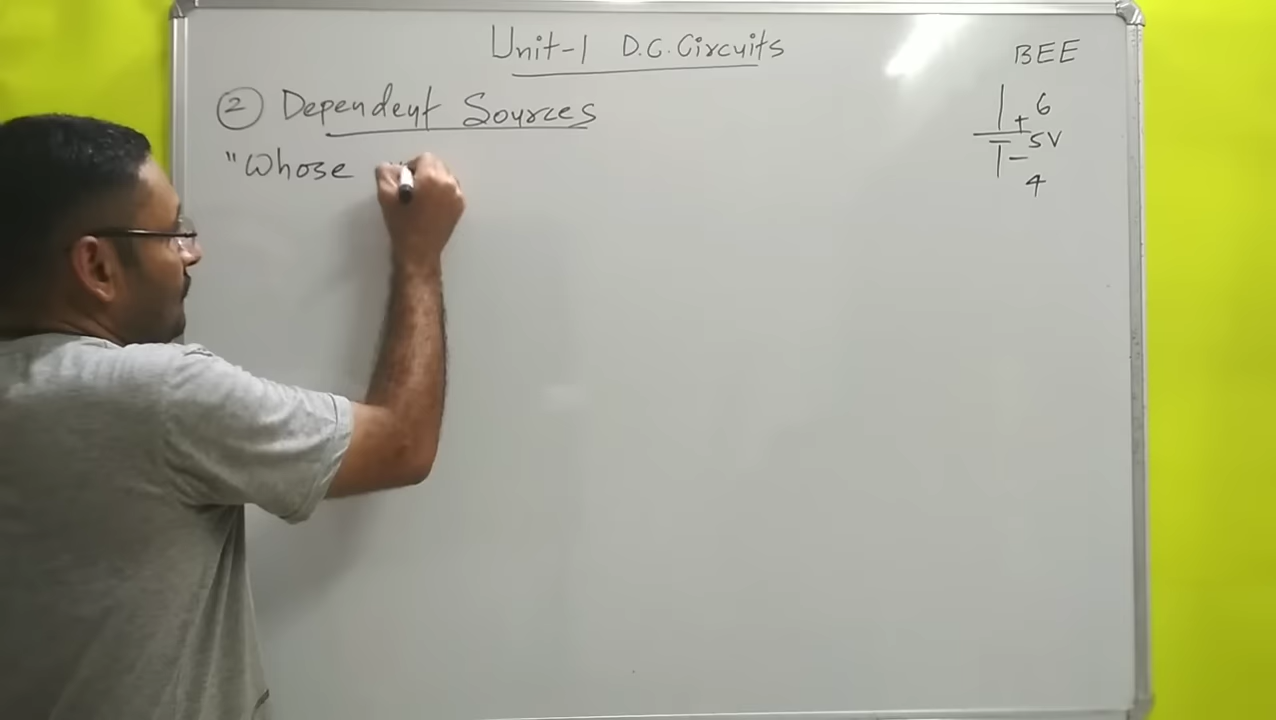 Unit-1 D.C. Circuits
BEE
② Dependent Sources
+ 6
5V
-
4
"Whose